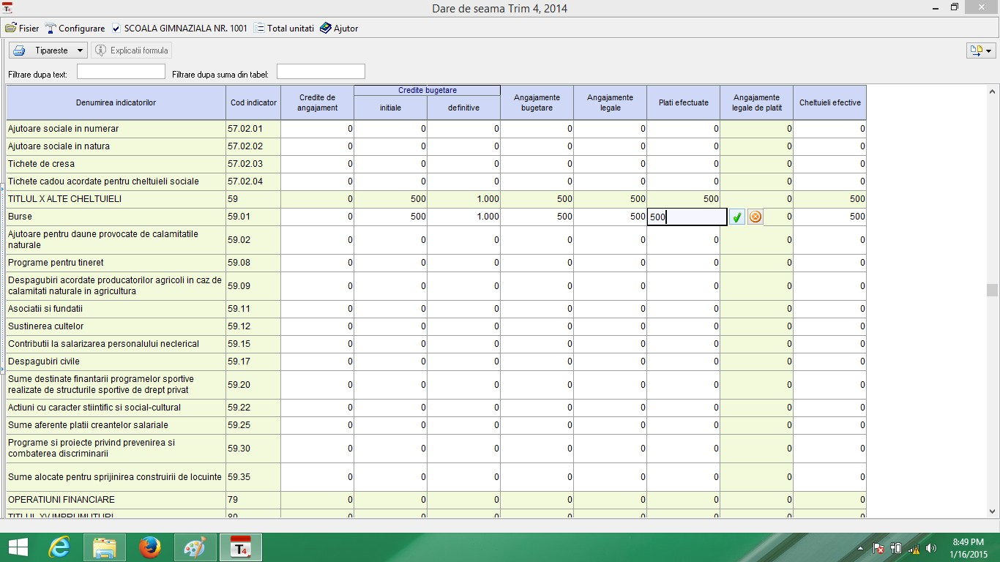 Dare de seama Trim 4, 2014
Fisier Configurare SCOALA GIMNAZIALA NR. 1001 Total unitati Ajutor
Tipareste Explicatii formula
Filtrare dupa text: Filtrare dupa suma din tabel:
Denumirea indicatorilor Cod indicator Credite de angajament Credite bugetare initiale definitive Angajamente bugetare Angajamente legale Plati efectuate Angajamente legale de platit Cheltuieli efective
Ajutoare sociale in numerar 57.02.01 0 0 0 0 0 0 0 0
Ajutoare sociale in natura 57.02.02 0 0 0 0 0 0 0 0
Tichete de cresa 57.02.03 0 0 0 0 0 0 0 0
Tichete cadou acordate pentru cheltuieli sociale 57.02.04 0 0 0 0 0 0 0 0
TITLUL X ALTE CHELTUIELI 59 0 500 1.000 500 500 500 0 500
Burse 59.01 0 500 1.000 500 500 500 0 500
Ajutoare pentru daune provocate de calamitatile
naturale 59.02 0 0 0 0 0 0 0 0
Programe pentru tineret 59.08 0 0 0 0 0 0 0 0
Despagubiri acordate producatorilor agricoli in caz de
calamitati naturale in agricultura 59.09 0 0 0 0 0 0 0 0
Asociatii si fundatii 59.11 0 0 0 0 0 0 0 0
Sustinerea cultelor 59.12 0 0 0 0 0 0 0 0
Contributii la salarizarea personalului neclerical 59.15 0 0 0 0 0 0 0 0
Despagubiri civile 59.17 0 0 0 0 0 0 0 0
Sume destinate finantarii programelor sportive
realizate de structurile sportive de drept privat 59.20 0 0 0 0 0 0 0 0
Actiuni cu caracter stiintific si social-cultural 59.22 0 0 0 0 0 0 0 0
Sume aferente platii creantelor salariale 59.25 0 0 0 0 0 0 0 0
Programe si proiecte privind prevenirea si
combaterea discriminarii 59.30 0 0 0 0 0 0 0 0
Sume alocate pentru sprijinirea construirii de locuinte 59.35 0 0 0 0 0 0 0 0
OPERATIUNI FINANCIARE 79 0 0 0 0 0 0 0 0
TITLUL XV IMPRUMUTURI 80 0 0 0 0 0 0 0 0
T4
8:49 PM
1/16/2015